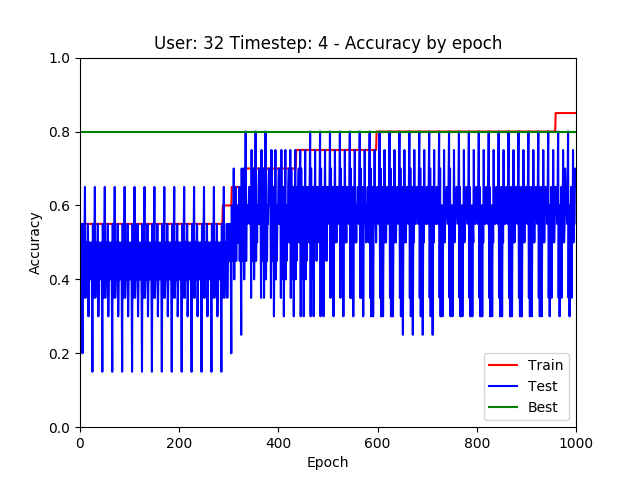 User: 32 Timestep: 4 - Accuracy by epoch
1.0
0.8
0.6
0.4
0.2
0.0
Accuracy
0 200 400 600 800 1000
Epoch
Train
Test
Best